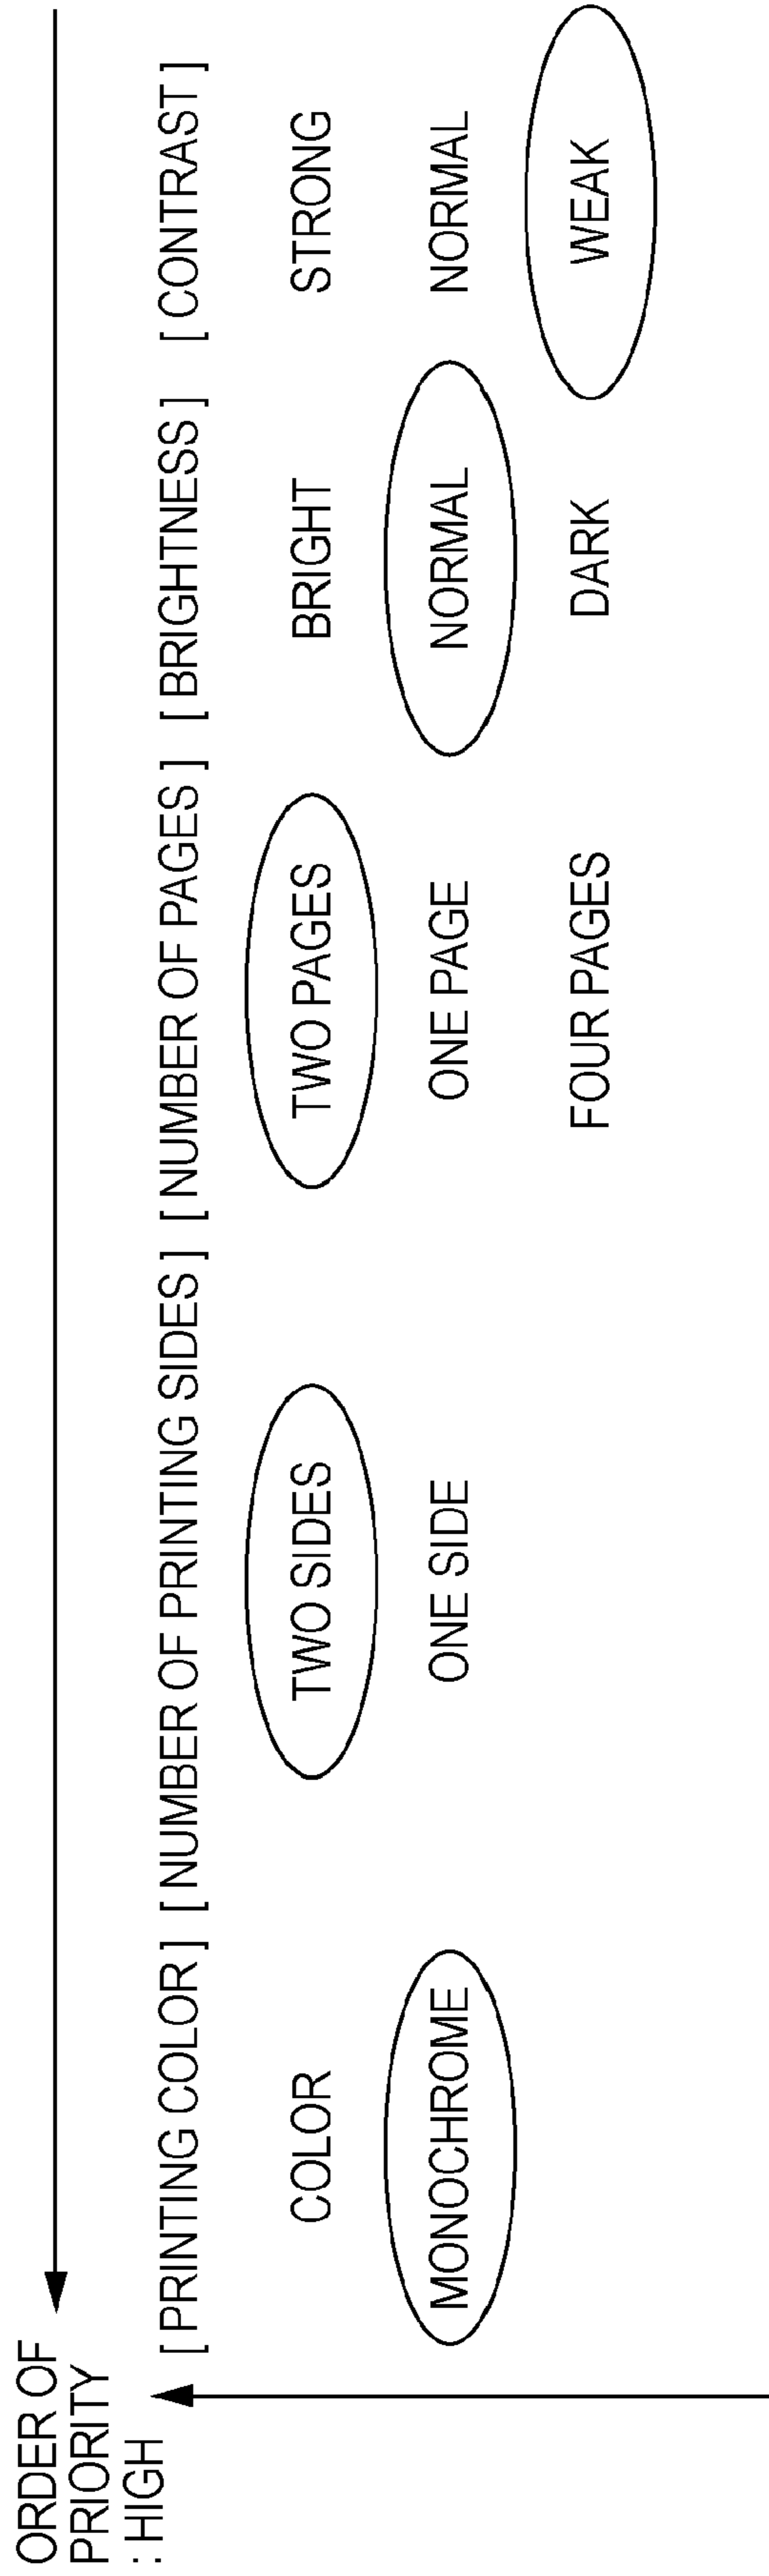 ORDER OF
PRIORITY
: HIGH
[ PRINTING COLOR ] [ NUMBER OF PRINTING SIDES ] [ NUMBER OF PAGES ] [ BRIGHTNESS ] [ CONTRAST ]
COLOR TWO SIDES TWO PAGES BRIGHT STRONG
MONOCHROME ONE SIDE ONE PAGE NORMAL NORMAL
FOUR PAGES DARK WEAK